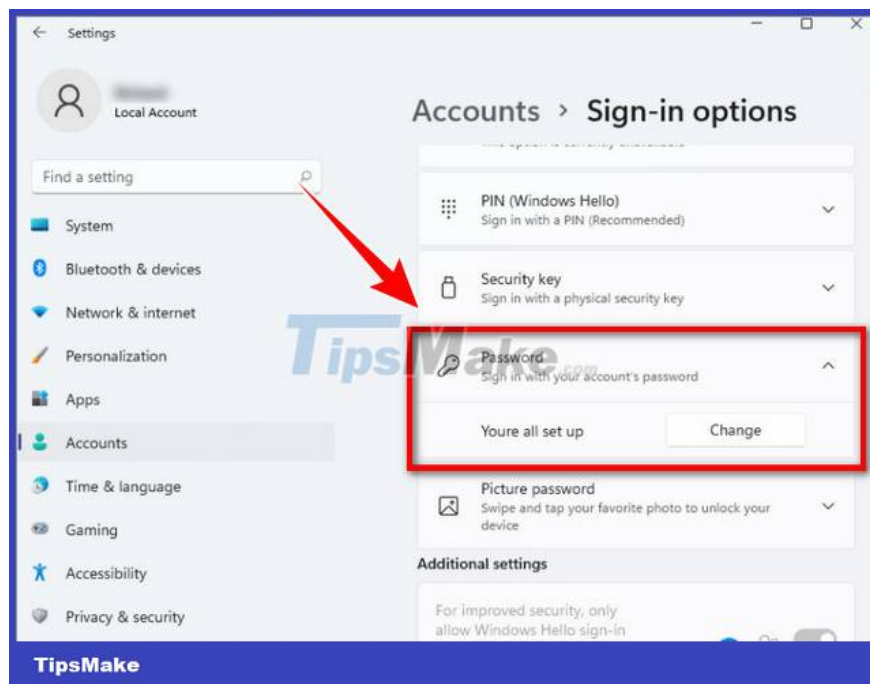 Settings
Local Account
Find a setting
System
Bluetooth & devices
Network & internet
Personalization
Apps
Accounts
Time & language
Gaming
Accessibility
Privacy & security
Accounts > Sign-in options
PIN (Windows Hello)
Sign in with a PIN (Recommended)
Security key
Sign in with a physical security key
TipsMake.com
Password
Sign in with your account's password
Youre all set up
Change
Picture password
Swipe and tap your favorite photo to unlock your
device
Additional settings
For improved security, only
allow Windows Hello sign-in
TipsMake